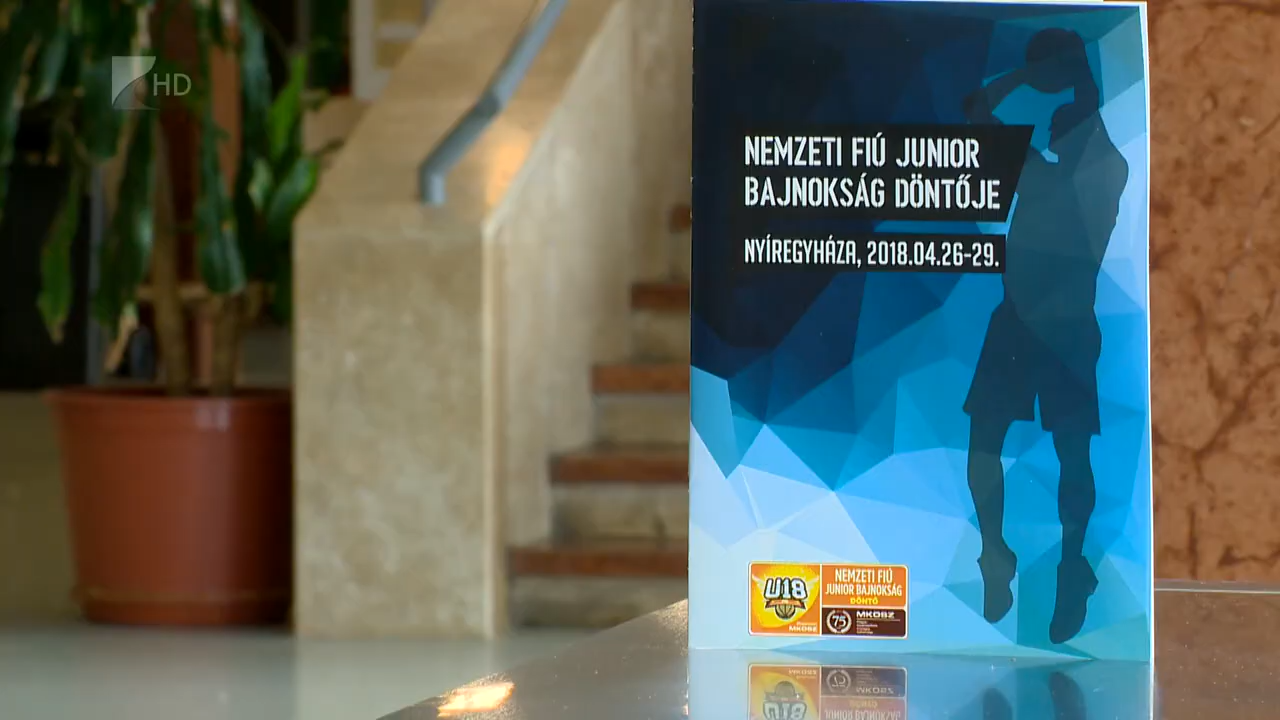 HD
NEMZETI FIÚ JUNIOR
BAJNOKSÁG DÖNTŐJE
NYÍREGYHÁZA, 2018.04.26-29.
U18
MKOSZ
NEMZETI FIÚ
JUNIOR BAJNOKSÁG
DÖNTŐ
75
MKOSZ